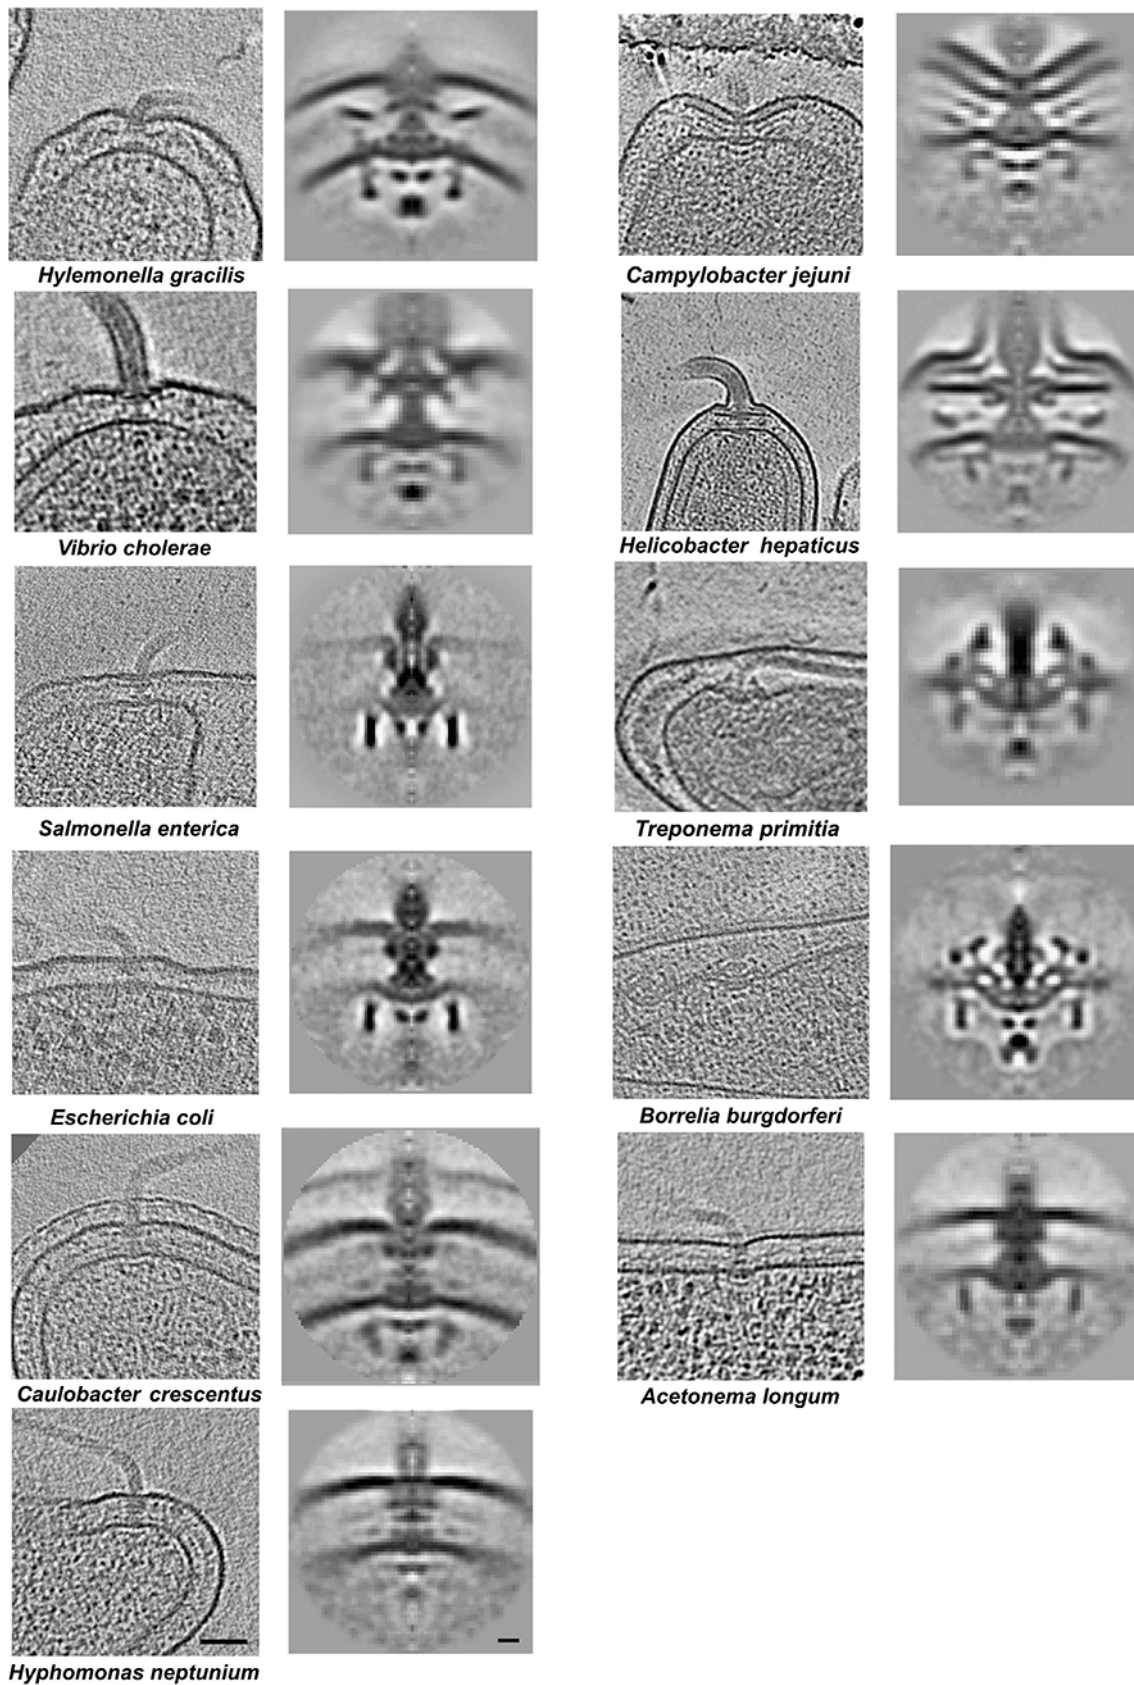 Hylemonella gracilis
Campylobacter jejuni
Vibrio cholerae
Helicobacter hepaticus
Salmonella enterica
Treponema primitia
Escherichia coli
Borrelia burgdorferi
Caulobacter crescentus
Acetonema longum
Hyphomonas neptunium